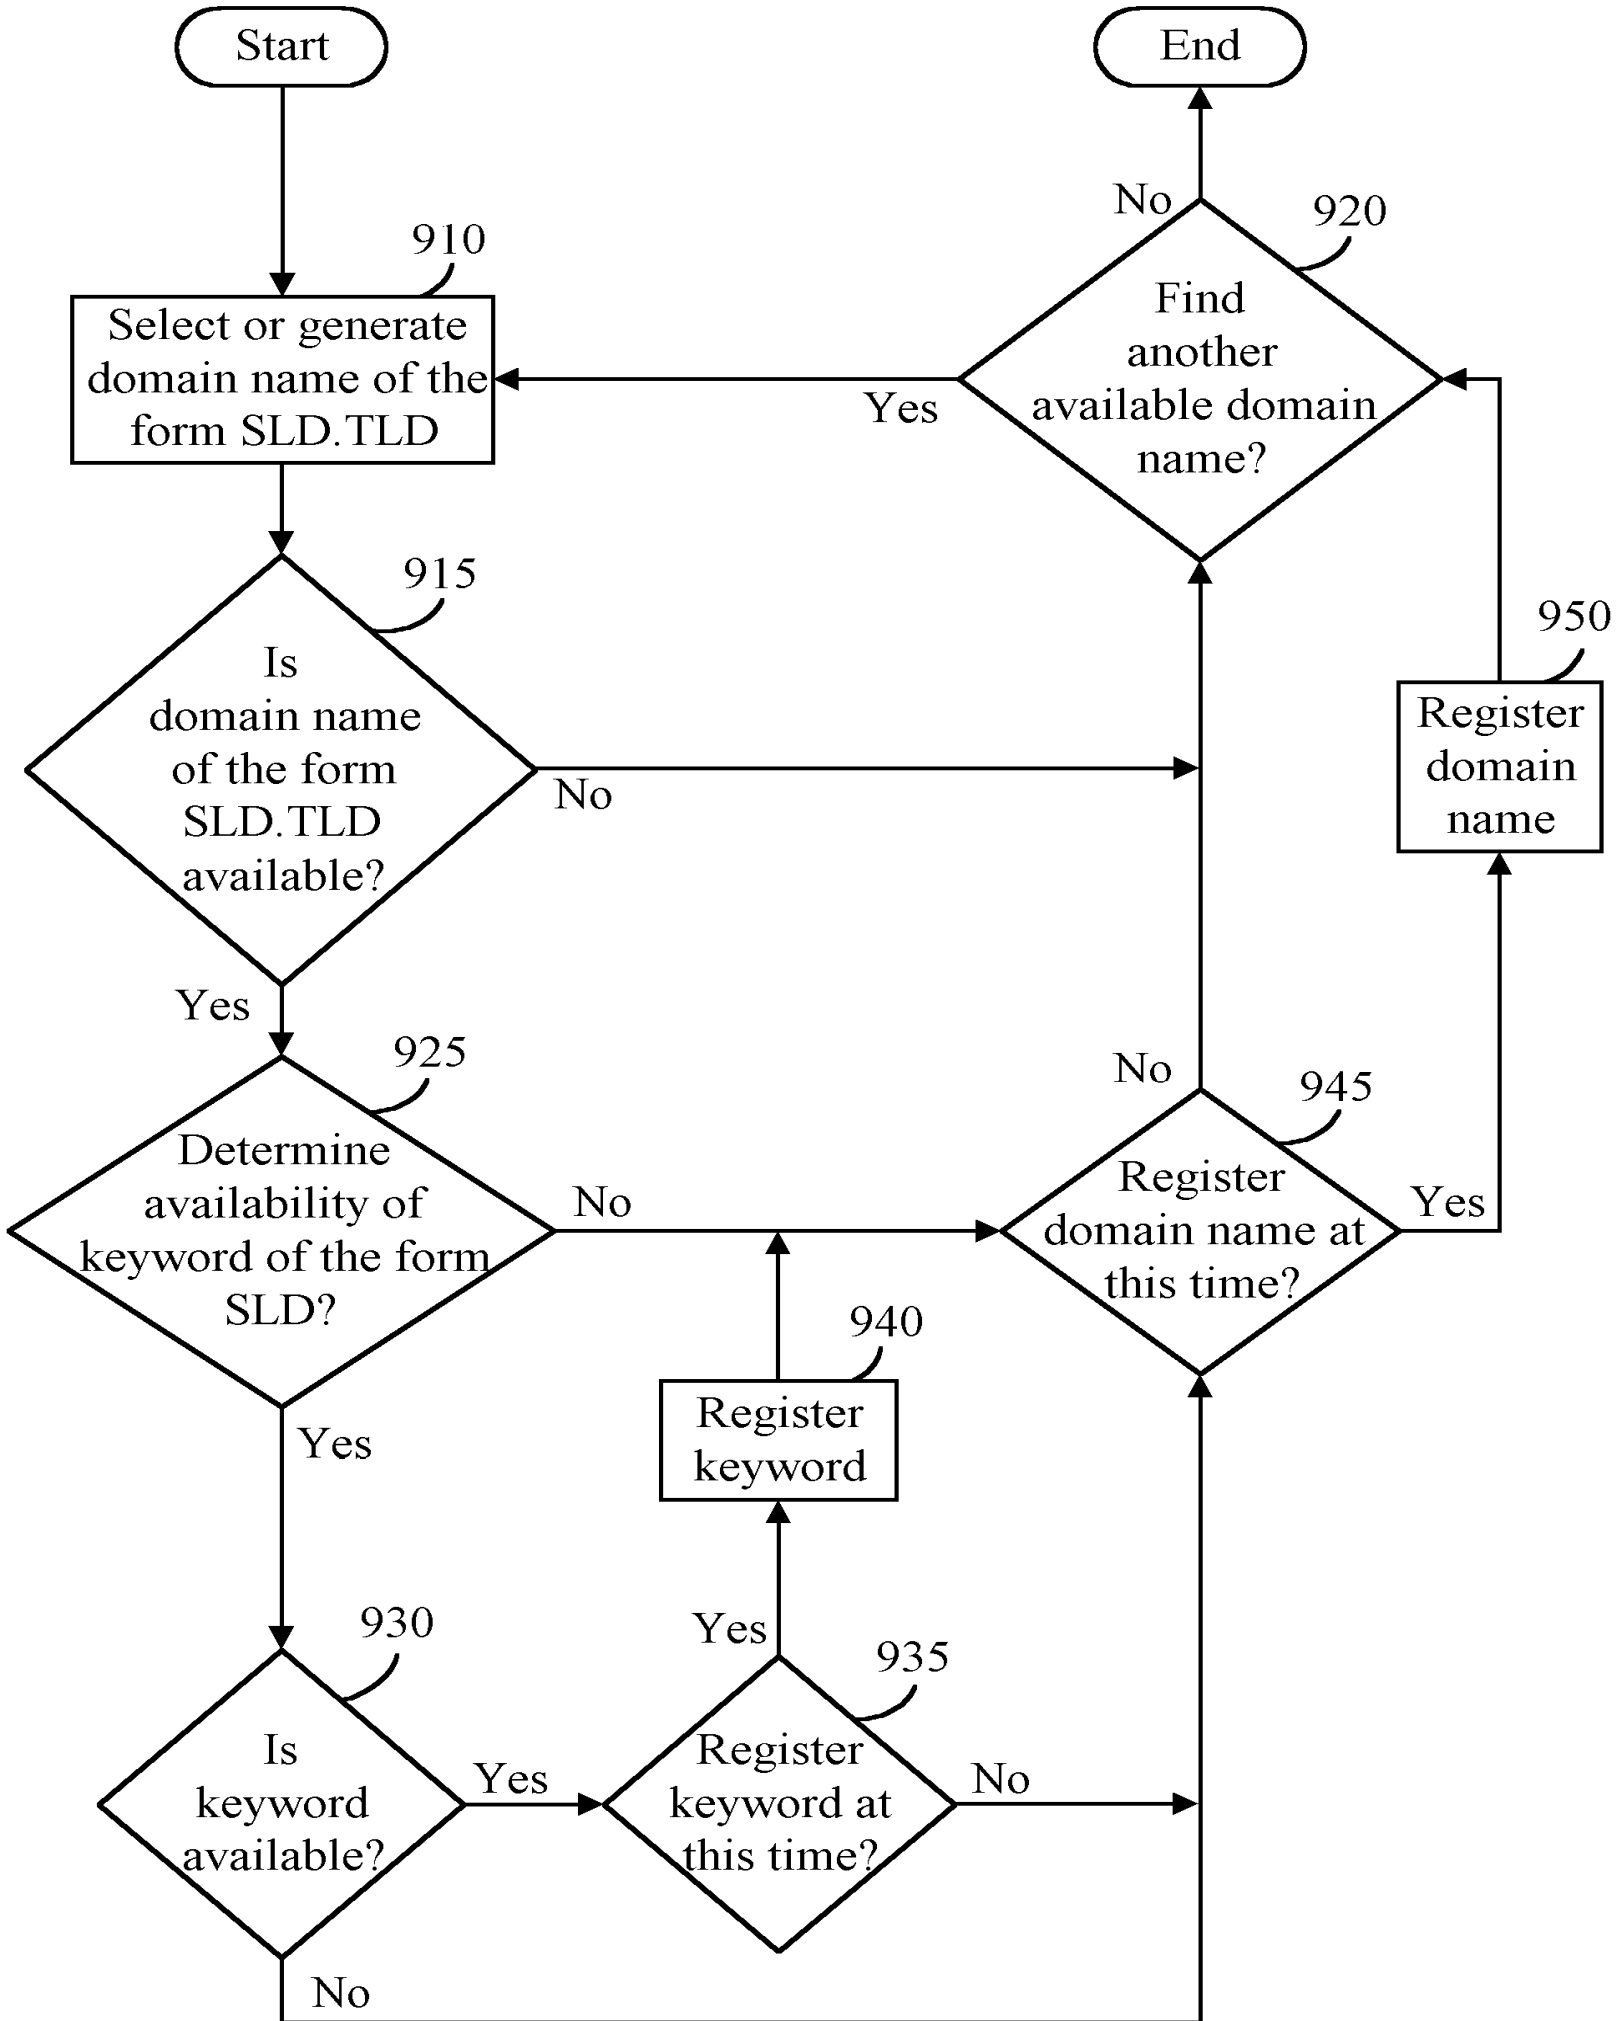 Start
End
No
920
910
Select or generate
domain name of the
form SLD.TLD
Find
another
available domain
name?
Yes
915
Is
domain name
of the form
SLD.TLD
available?
No
950
Register
domain
name
Yes
925
Determine
availability of
keyword of the form
SLD?
No
No
945
Register
domain name at
this time?
Yes
940
Register
keyword
Yes
930
Is
keyword
available?
Yes
Yes
935
Register
keyword at
this time?
No
No